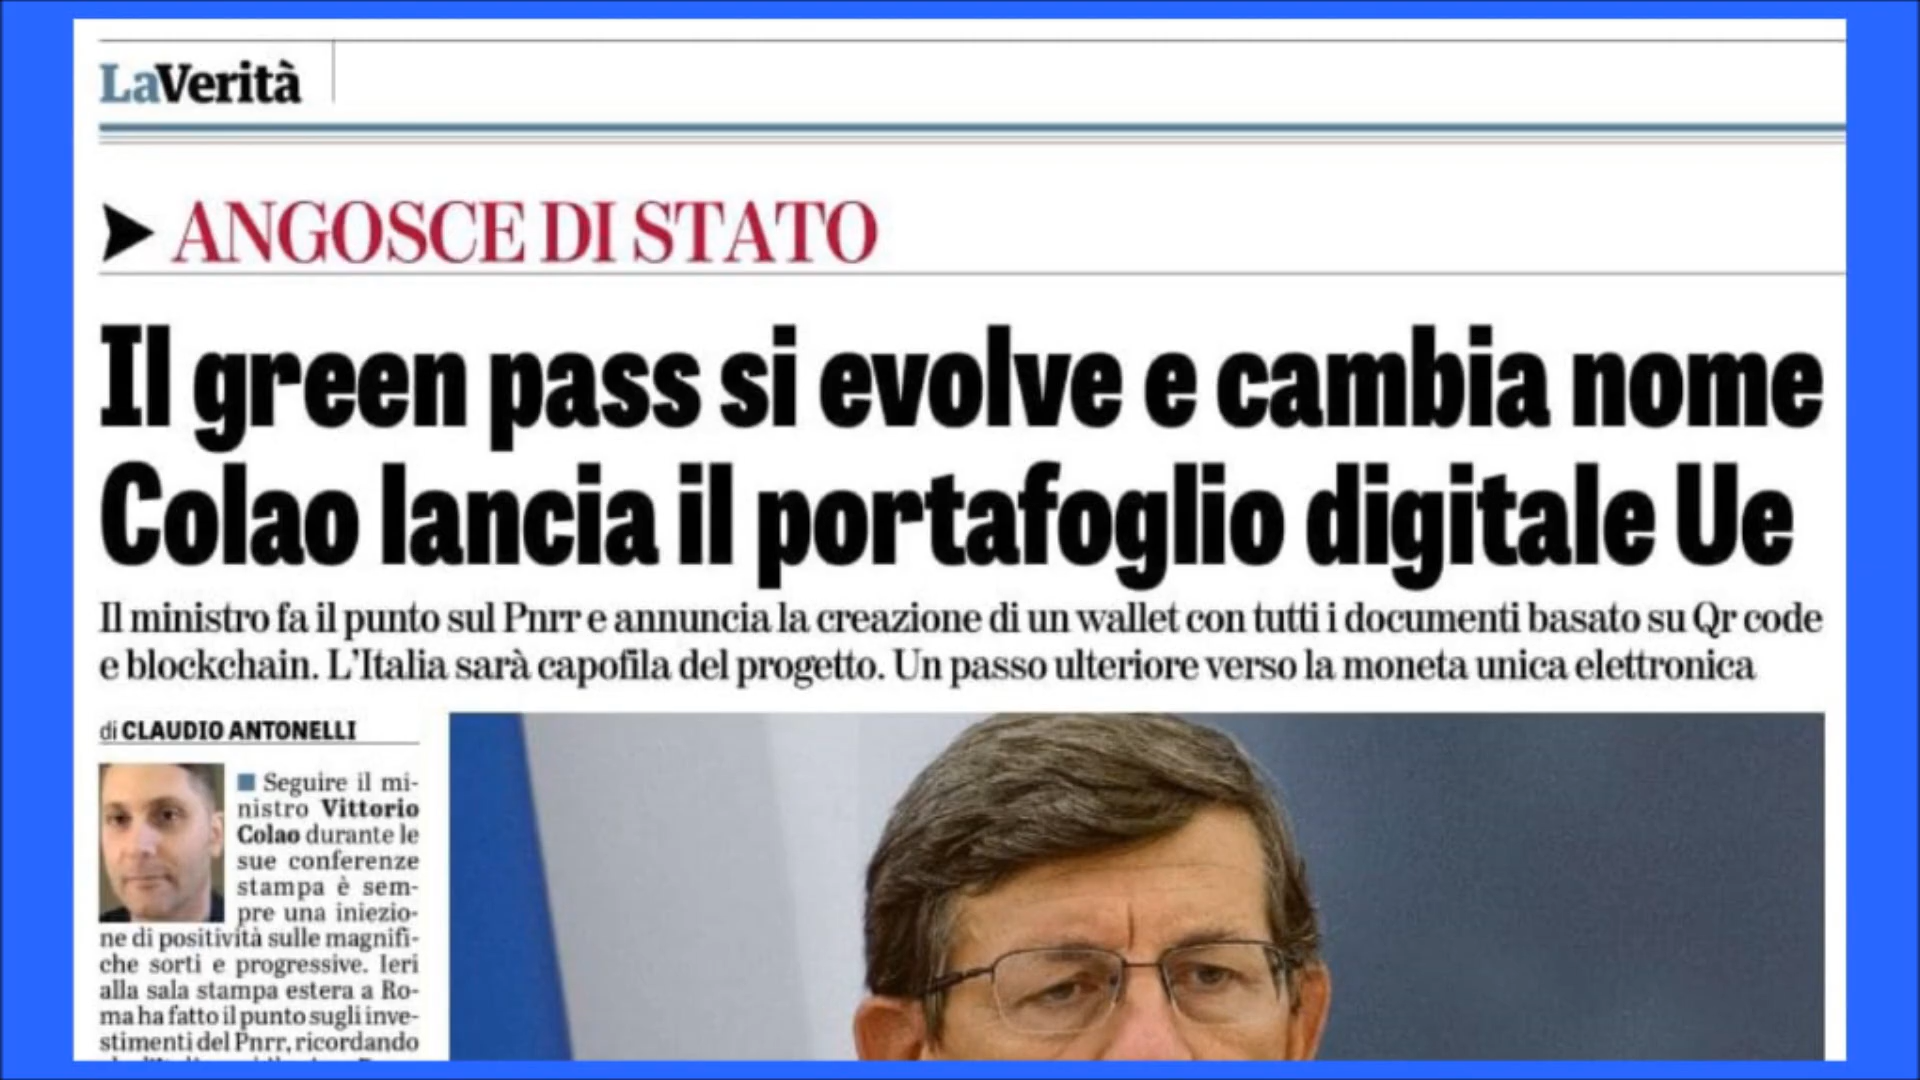 LaVerità
ANGOSCE DI STATO
Il green pass si evolve e cambia nome
Colao lancia il portafoglio digitale Ue
Il ministro fa il punto sul Pnrr e annuncia la creazione di un wallet con tutti i documenti basato su Qr code
e blockchain. L'Italia sarà capofila del progetto. Un passo ulteriore verso la moneta unica elettronica
di CLAUDIO ANTONELLI
Seguire il mi-
nistro Vittorio
Colao durante le
sue conferenze
stampa è sem-
pre una iniezio-
ne di positività sulle magnifi-
che sorti e progressive. Ieri
alla sala stampa estera a Ro-
ma ha fatto il punto sugli inve-
stimenti del Pnrr, ricordando